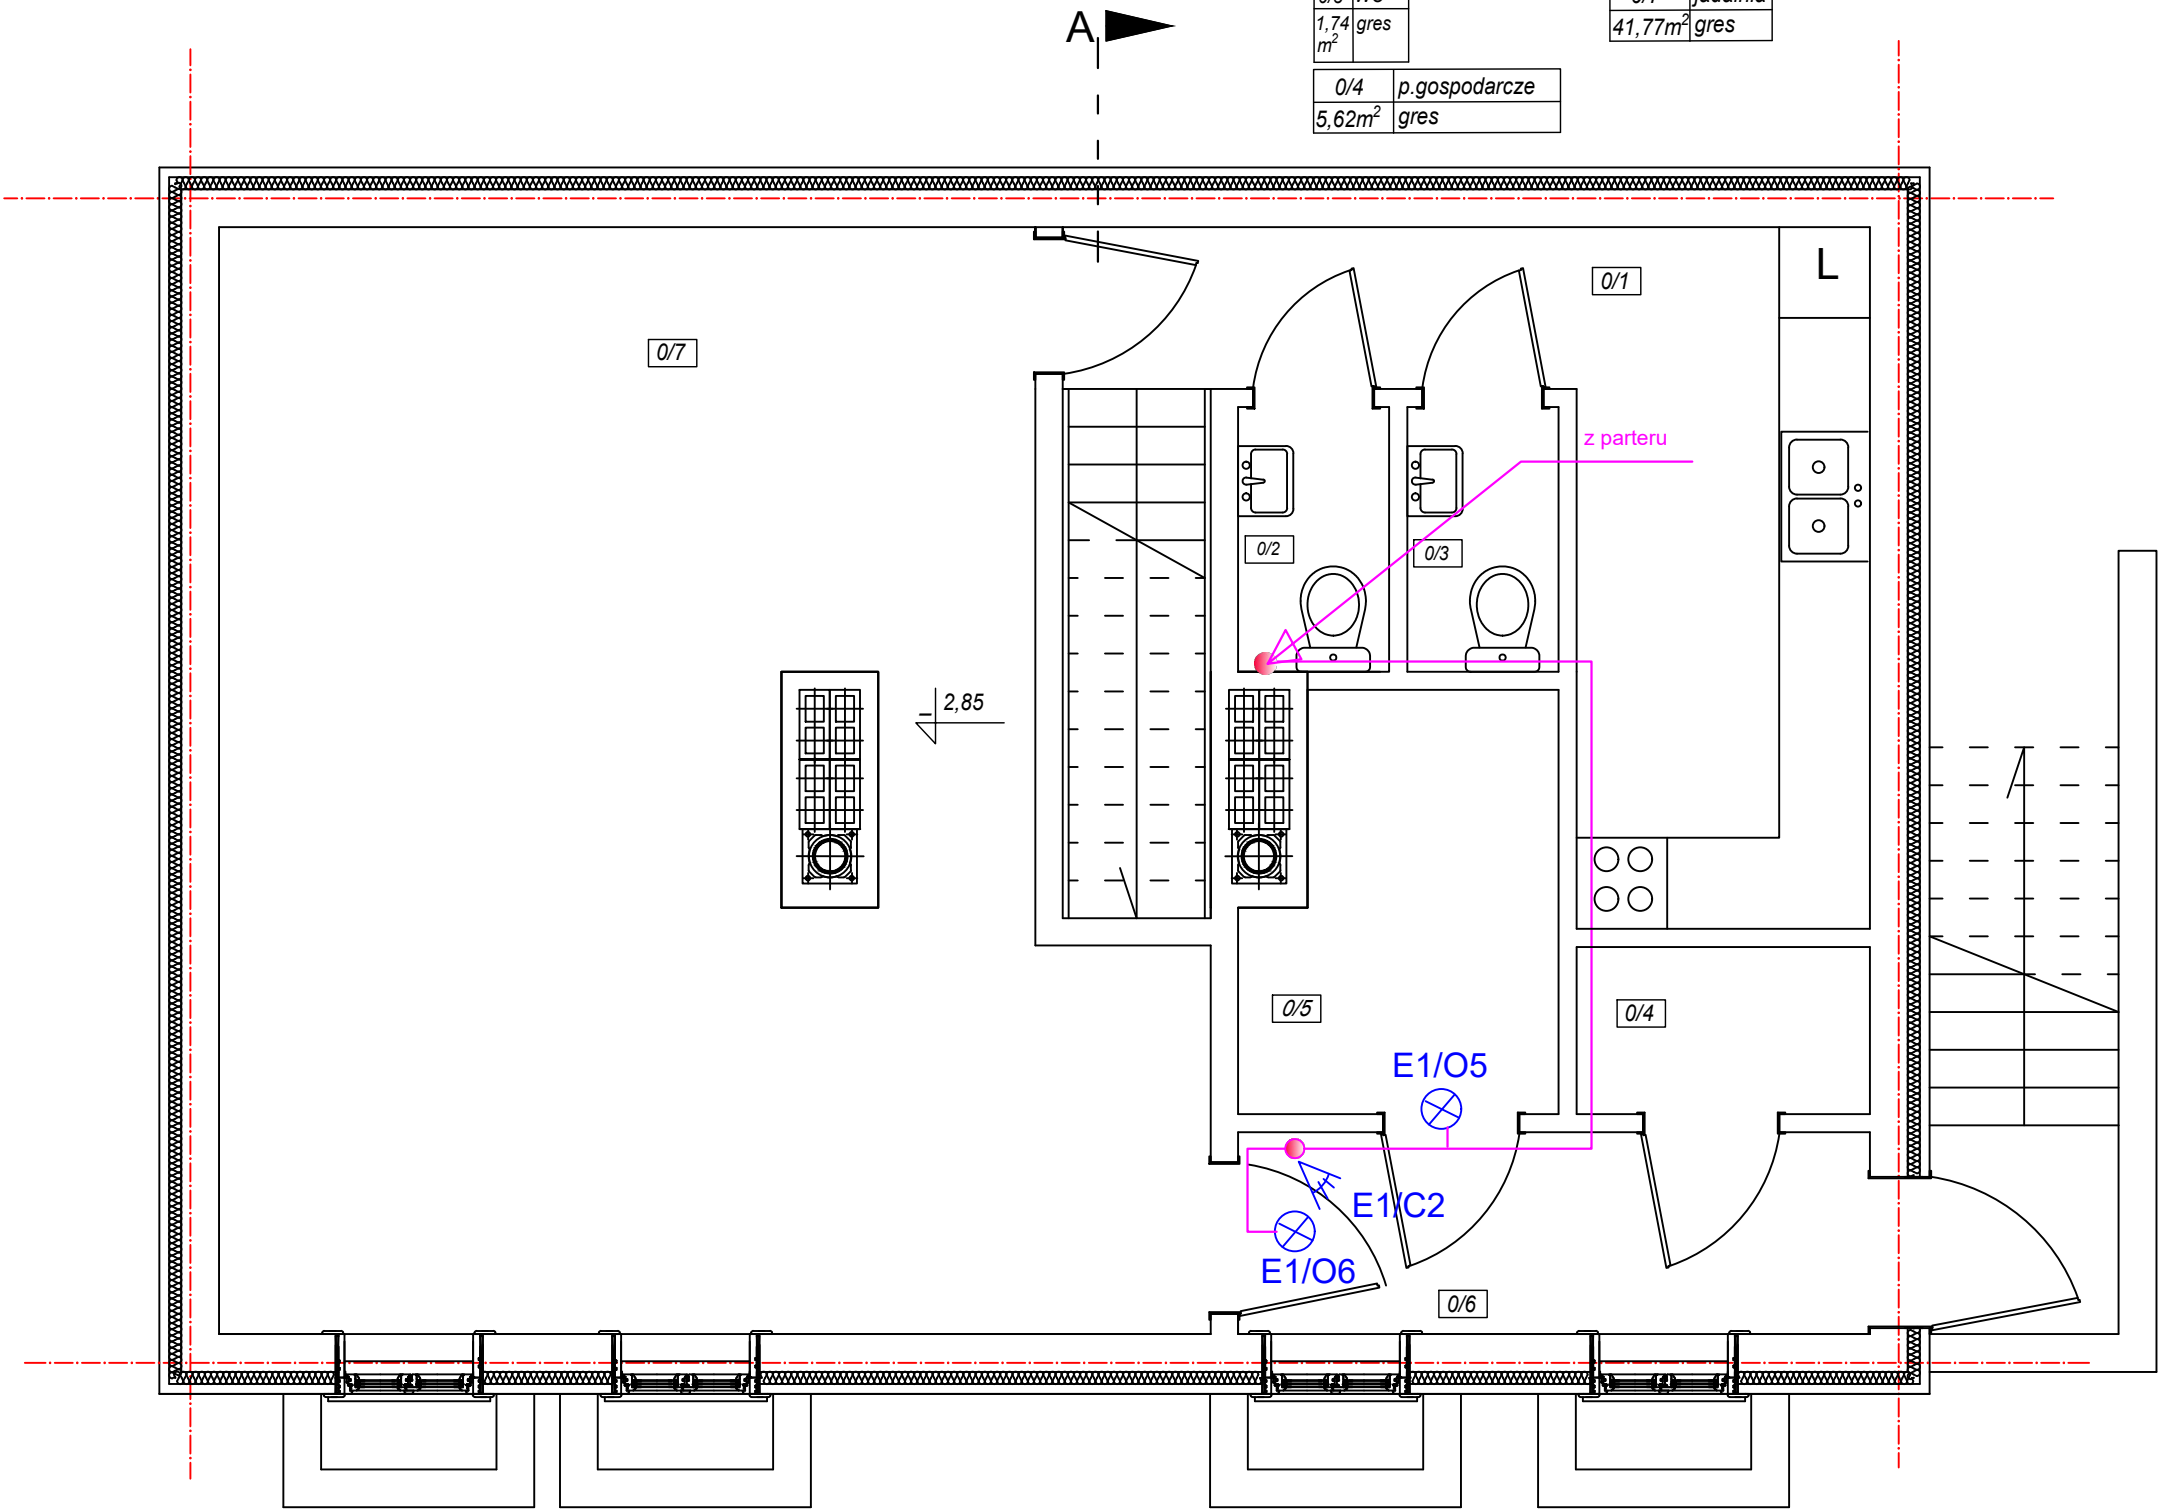 A
1,74 gres
m²
41,77m² gres
0/4 p.gospodarcze
5,62m² gres
L
0/1
0/7
z parteru
0/2
0/3
2,85
0/5
0/4
E1/O5
E1/C2
E1/O6
0/6